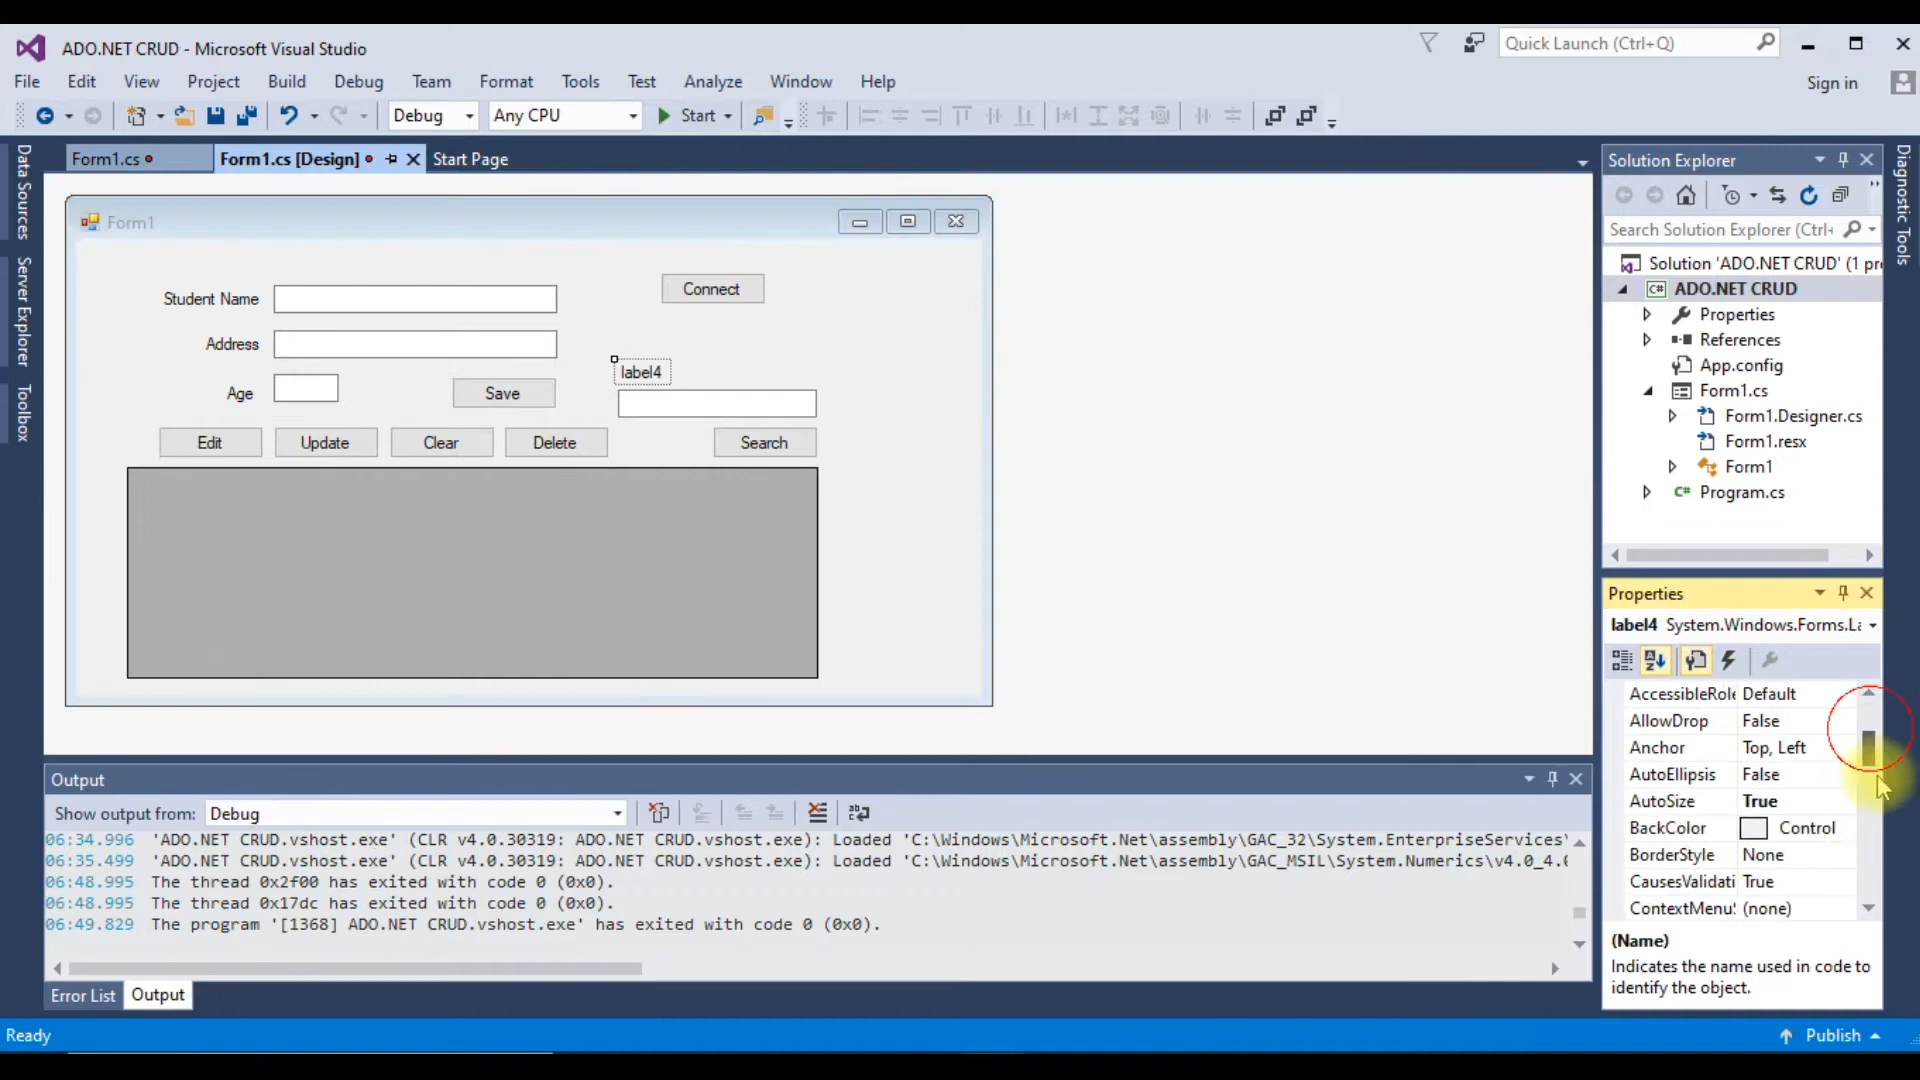 ADO.NET CRUD - Microsoft Visual Studio
Quick Launch (Ctrl+Q)
File Edit View Project Build Debug Team Format Tools Test Analyze Window Help
Sign in
Debug Any CPU Start
Form1.cs Form1.cs [Design] Start Page
Data Sources
Server Explorer
Toolbox
Form1
Student Name
Connect
Address
label4
Age
Save
Edit Update Clear Delete Search
Solution Explorer
Search Solution Explorer (Ctrl+
Solution 'ADO.NET CRUD' (1 pr
ADO.NET CRUD
Properties
References
App.config
Form1.cs
Form1.Designer.cs
Form1.resx
Form1
Program.cs
Diagnostic Tools
Properties
label4 System.Windows.Forms.La
AccessibleRole Default
AllowDrop False
Anchor Top, Left
AutoEllipsis False
AutoSize True
BackColor Control
BorderStyle None
CausesValidati True
ContextMenuS (none)
(Name)
Indicates the name used in code to
identify the object.
Output
Show output from: Debug
06:34.996 'ADO.NET CRUD.vshost.exe' (CLR v4.0.30319: ADO.NET CRUD.vshost.exe): Loaded 'C:\Windows\Microsoft.Net\assembly\GAC_32\System.EnterpriseServices\
06:35.499 'ADO.NET CRUD.vshost.exe' (CLR v4.0.30319: ADO.NET CRUD.vshost.exe): Loaded 'C:\Windows\Microsoft.Net\assembly\GAC_MSIL\System.Numerics\v4.0_4.0
06:48.995 The thread 0x2f00 has exited with code 0 (0x0).
06:48.995 The thread 0x17dc has exited with code 0 (0x0).
06:49.829 The program '[1368] ADO.NET CRUD.vshost.exe' has exited with code 0 (0x0).
Error List Output
Ready
Publish